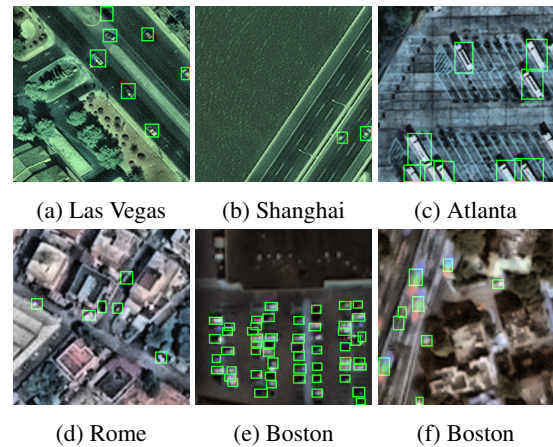 (a) Las Vegas
(b) Shanghai
(c) Atlanta
(d) Rome
(e) Boston
(f) Boston